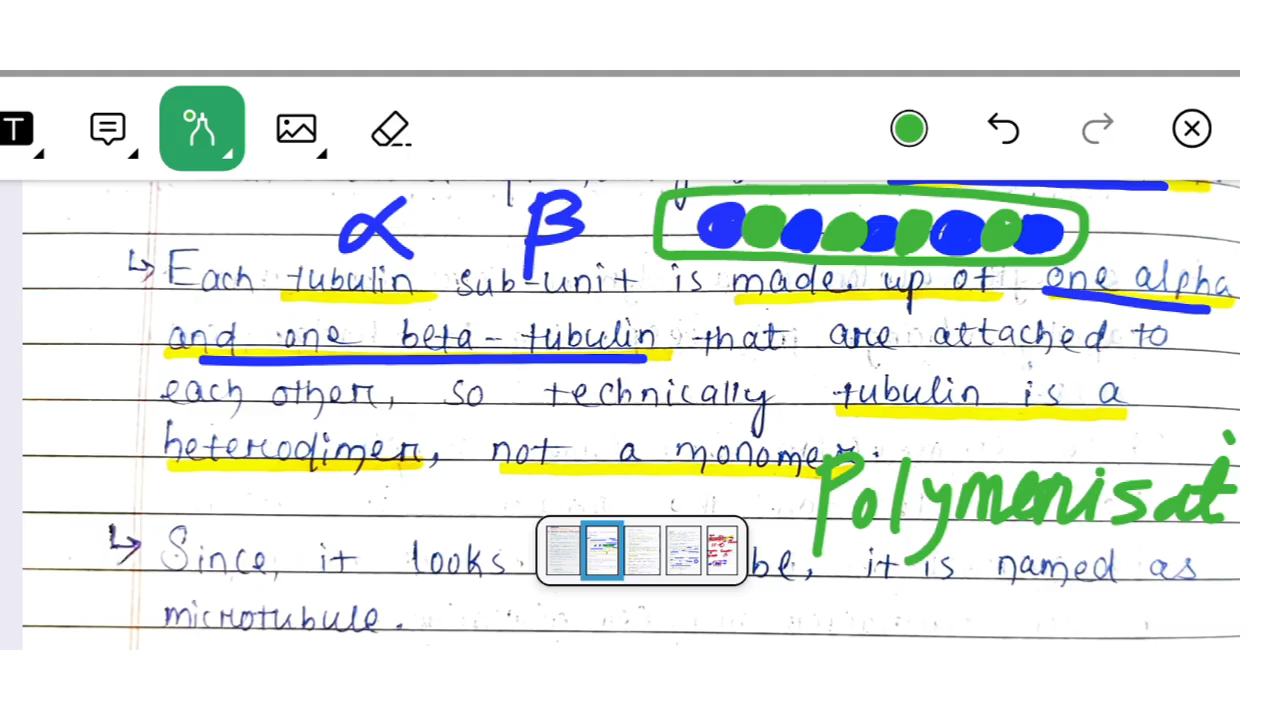 T
α β
↳ Each tubulin sub-unit is made up of one alpha
and one beta-tubulin that are attached to
each other, so technically tubulin is a
heterodimer, not a monomer.
Polymerisat
↳ Since, it looks be, it is named as
microtubule.